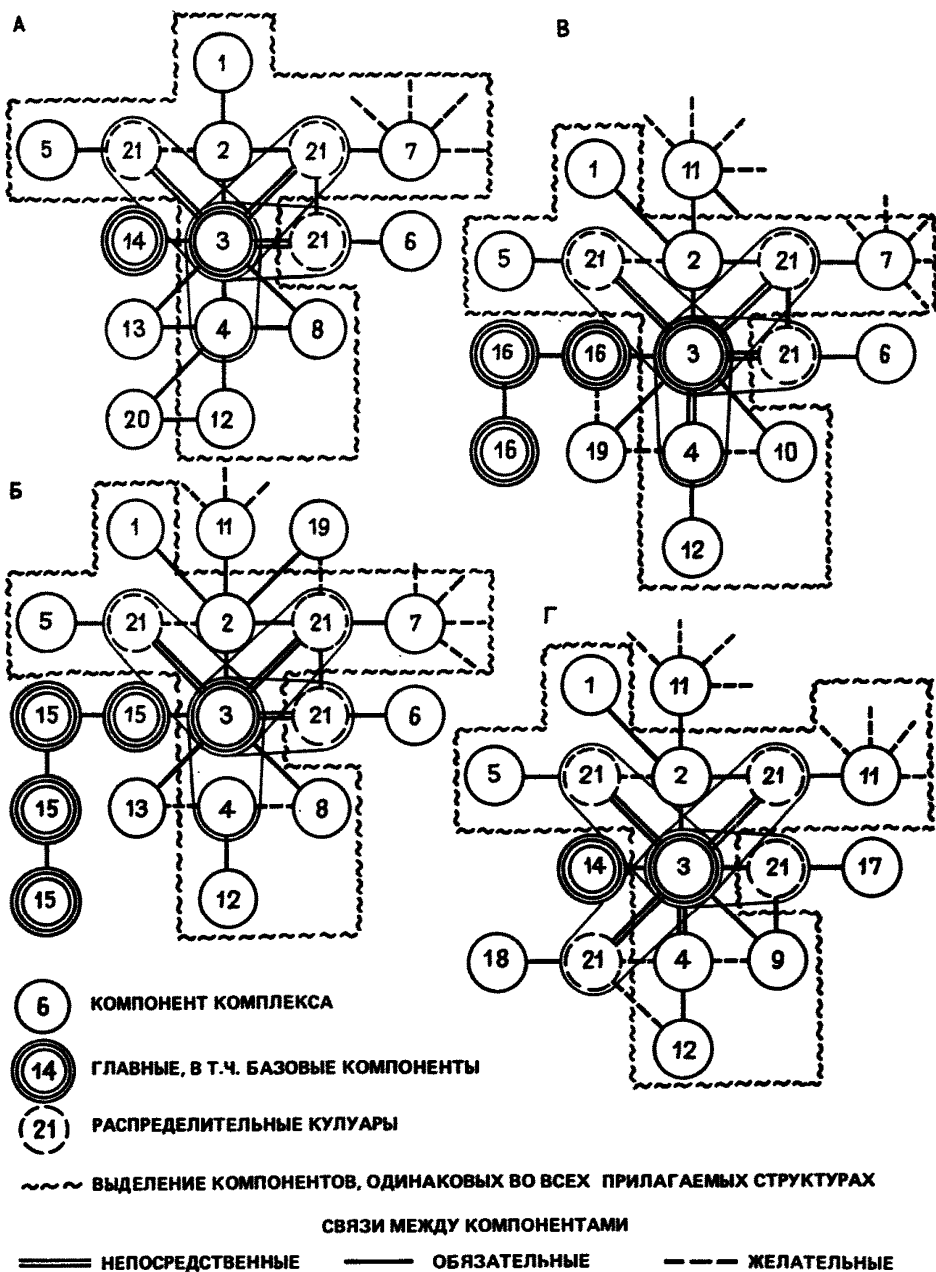 А
1
5 21 2 21 7
14 3 21 6
13 4 8
20 12
В
11
1
5 21 2 21 7
16 16 3 21 6
16 19 4 10
12
Б
1 11 19
5 21 2 21 7
15 15 3 21 6
15 13 4 8
15 12
Г
1 11
5 21 2 21 11
14 3 21 17
18 21 4 9
12
6 КОМПОНЕНТ КОМПЛЕКСА
14 ГЛАВНЫЕ, В Т.Ч. БАЗОВЫЕ КОМПОНЕНТЫ
21 РАСПРЕДЕЛИТЕЛЬНЫЕ КУЛУАРЫ
ВЫДЕЛЕНИЕ КОМПОНЕНТОВ, ОДИНАКОВЫХ ВО ВСЕХ ПРИЛАГАЕМЫХ СТРУКТУРАХ
СВЯЗИ МЕЖДУ КОМПОНЕНТАМИ
НЕПОСРЕДСТВЕННЫЕ ОБЯЗАТЕЛЬНЫЕ ЖЕЛАТЕЛЬНЫЕ